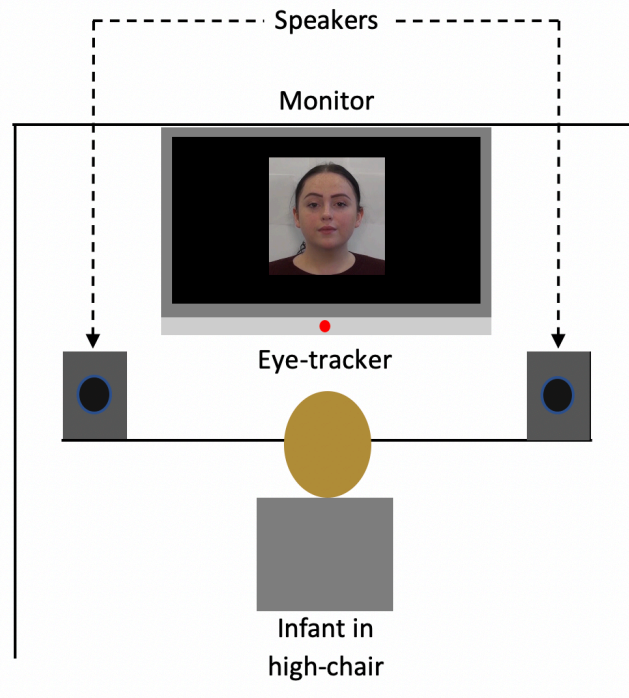 Speakers
Monitor
Eye-tracker
Infant in
high-chair